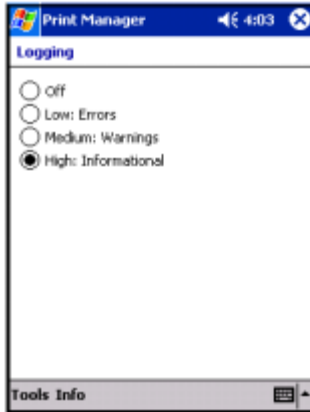 Print Manager 4:03
Logging
Off
Low: Errors
Medium: Warnings
High: Informational
Tools Info